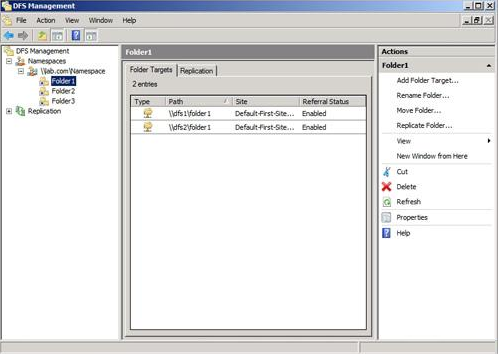 DFS Management
File Action View Window Help
DFS Management
Namespaces
\\lab.com\Namespace
Folder1
Folder2
Folder3
Replication
Folder1
Folder Targets Replication
2 entries
Type Path Site Referral Status
\\dfs1\folder1 Default-First-Site... Enabled
\\dfs2\folder1 Default-First-Site... Enabled
Actions
Folder1
Add Folder Target...
Rename Folder...
Move Folder...
Replicate Folder...
View
New Window from Here
Cut
Delete
Refresh
Properties
Help